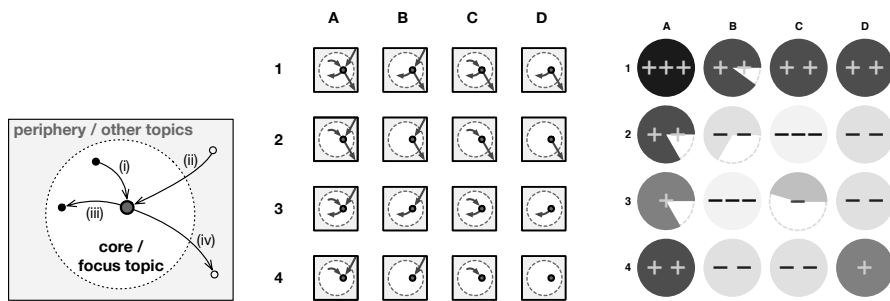 periphery / other topics
(i)
(ii)
(iii)
(iv)
core /
focus topic
A B C D
1
2
3
4
A B C D
1 +++ ++ ++ ++
2 ++ – – – – – – –
3 + – – – – – –
4 ++ – – – – +